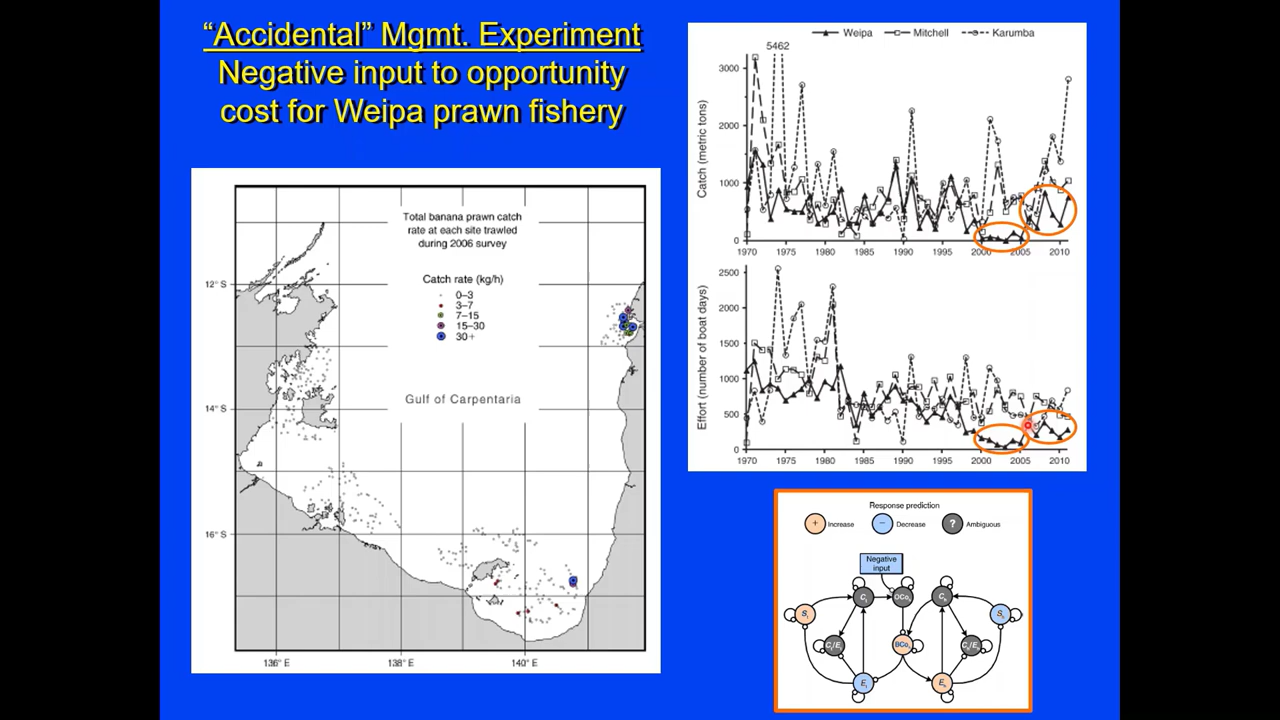 “Accidental” Mgmt. Experiment
Negative input to opportunity
cost for Weipa prawn fishery
Total banana prawn catch
rate at each site trawled
during 2006 survey
Catch rate (kg/h)
0–3
3–7
7–15
15–30
30+
12° S
14° S
16° S
Gulf of Carpentaria
136° E
138° E
140° E
Weipa Mitchell Karumba
5462
Catch (metric tons)
3000
2000
1000
0
1970 1975 1980 1985 1990 1995 2000 2005 2010
Effort (number of boat days)
2500
2000
1500
1000
500
0
1970 1975 1980 1985 1990 1995 2000 2005 2010
Response prediction
+ Increase − Decrease ? Ambiguous
Negative
input